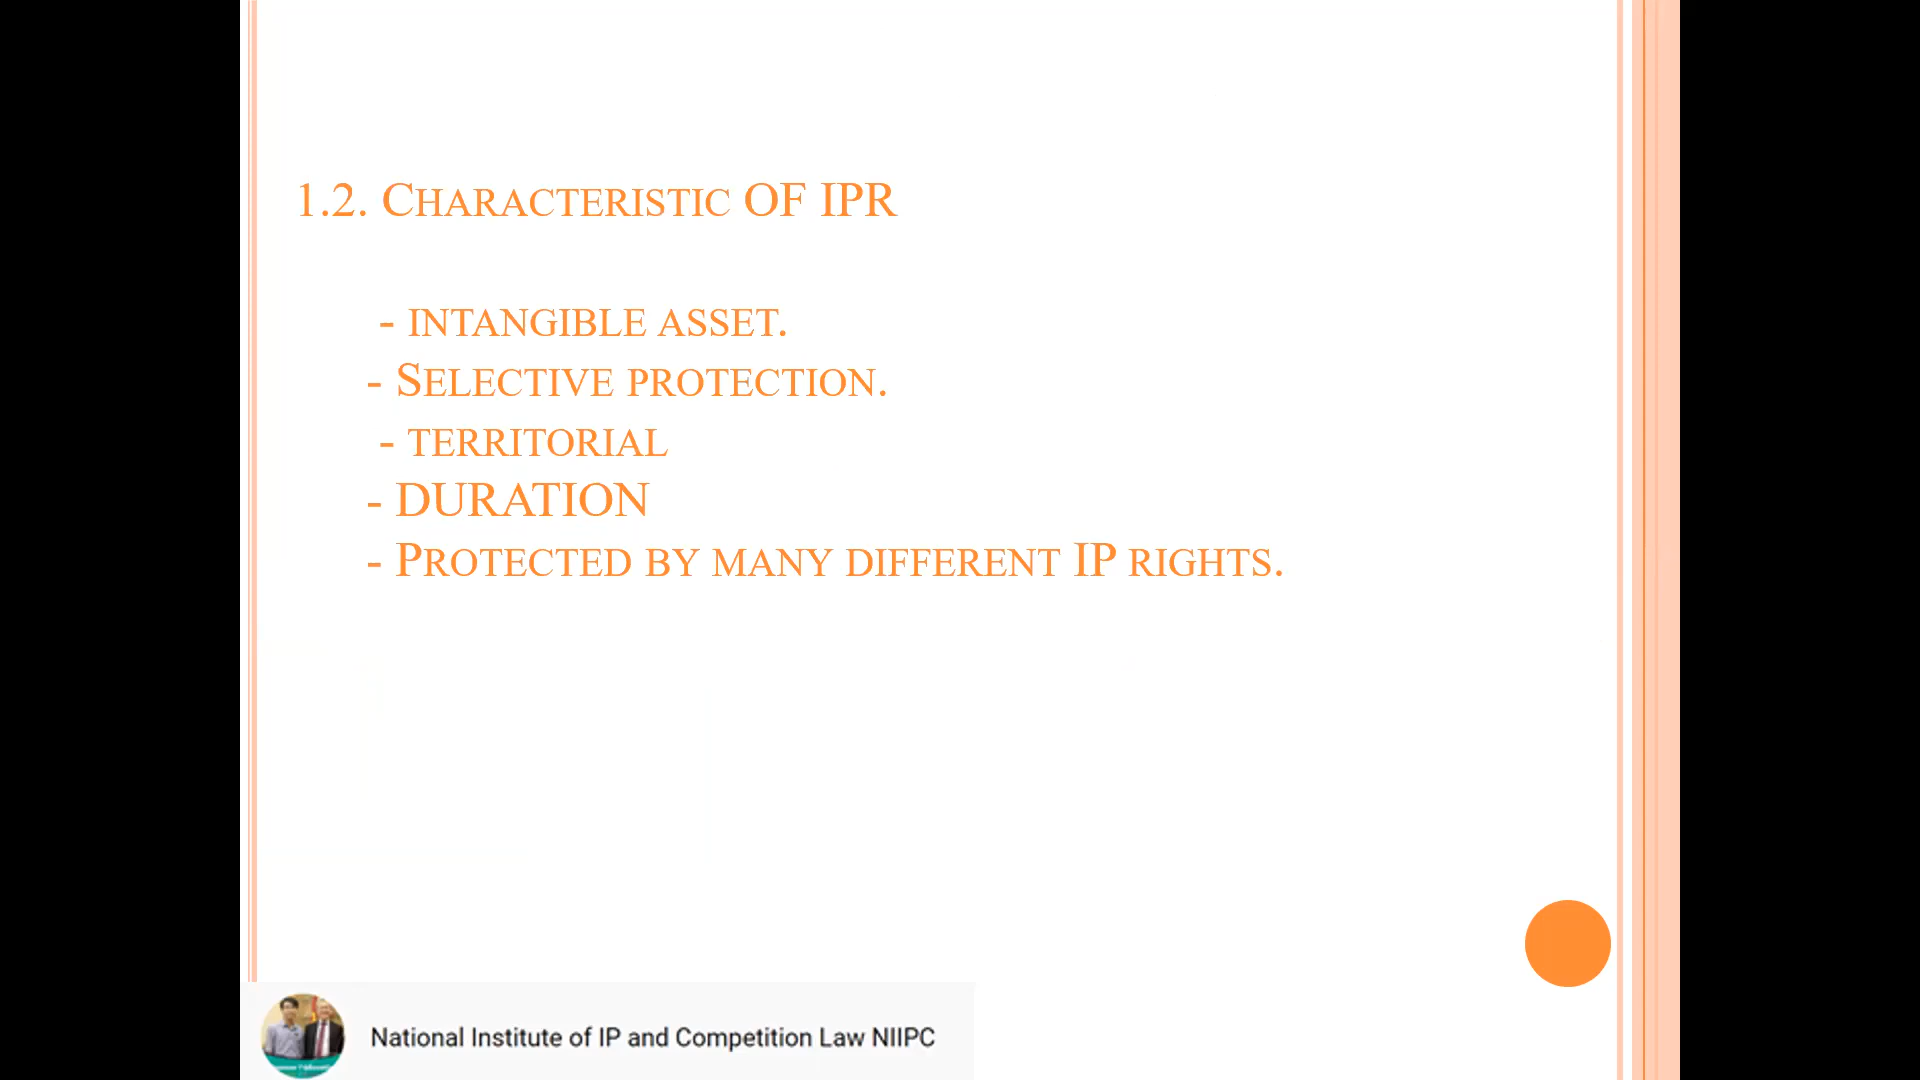 1.2. CHARACTERISTIC OF IPR
- INTANGIBLE ASSET.
- SELECTIVE PROTECTION.
- TERRITORIAL
- DURATION
- PROTECTED BY MANY DIFFERENT IP RIGHTS.
National Institute of IP and Competition Law NIIPC